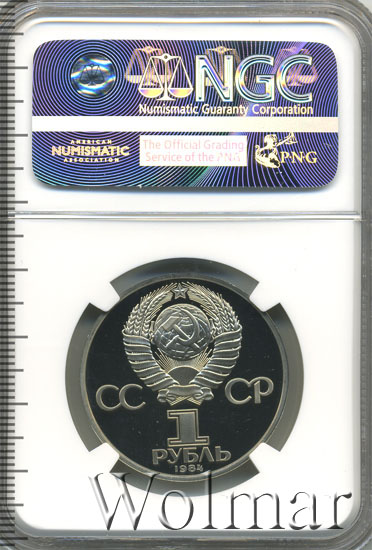 NGC
Numismatic Guaranty Corporation
AMERICAN
NUMISMATIC
ASSOCIATION
The Official Grading
Service of the PNG
PNG
СС СР
1
РУБЛЬ
1984
Wolmar